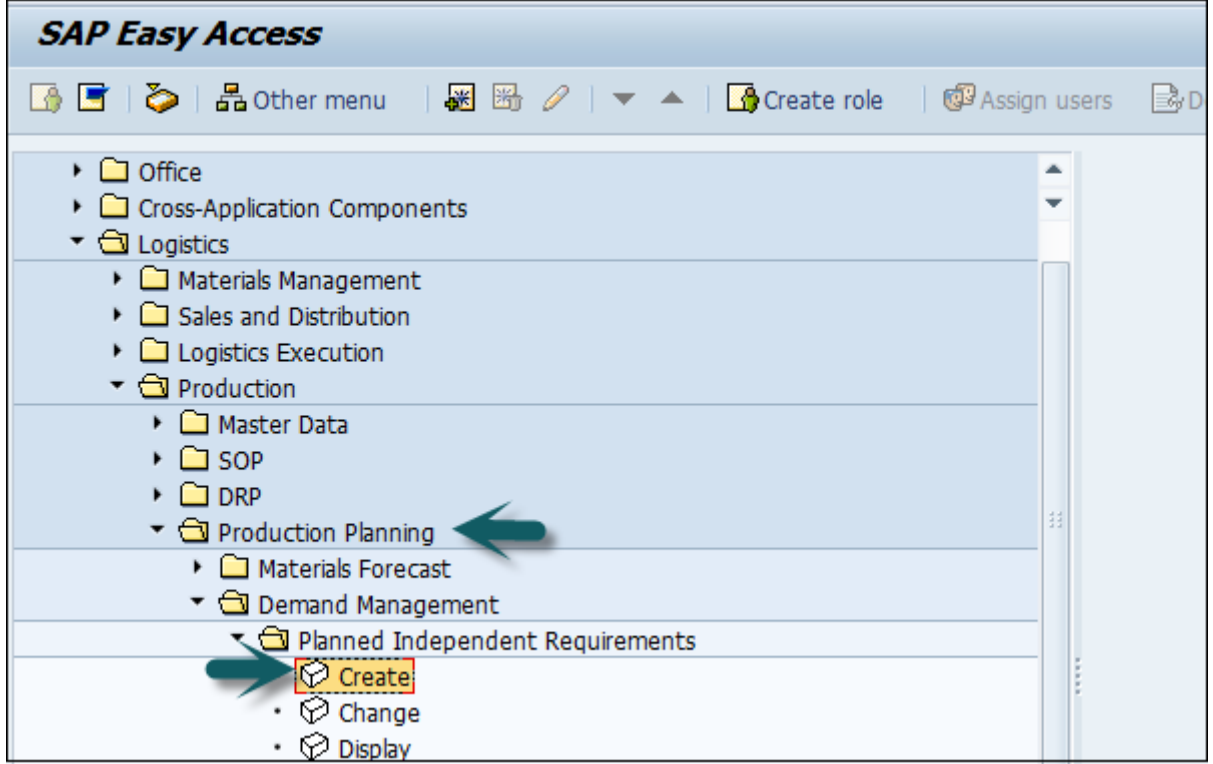 SAP Easy Access
Other menu Create role Assign users D
Office
Cross-Application Components
Logistics
Materials Management
Sales and Distribution
Logistics Execution
Production
Master Data
SOP
DRP
Production Planning
Materials Forecast
Demand Management
Planned Independent Requirements
Create
Change
Display